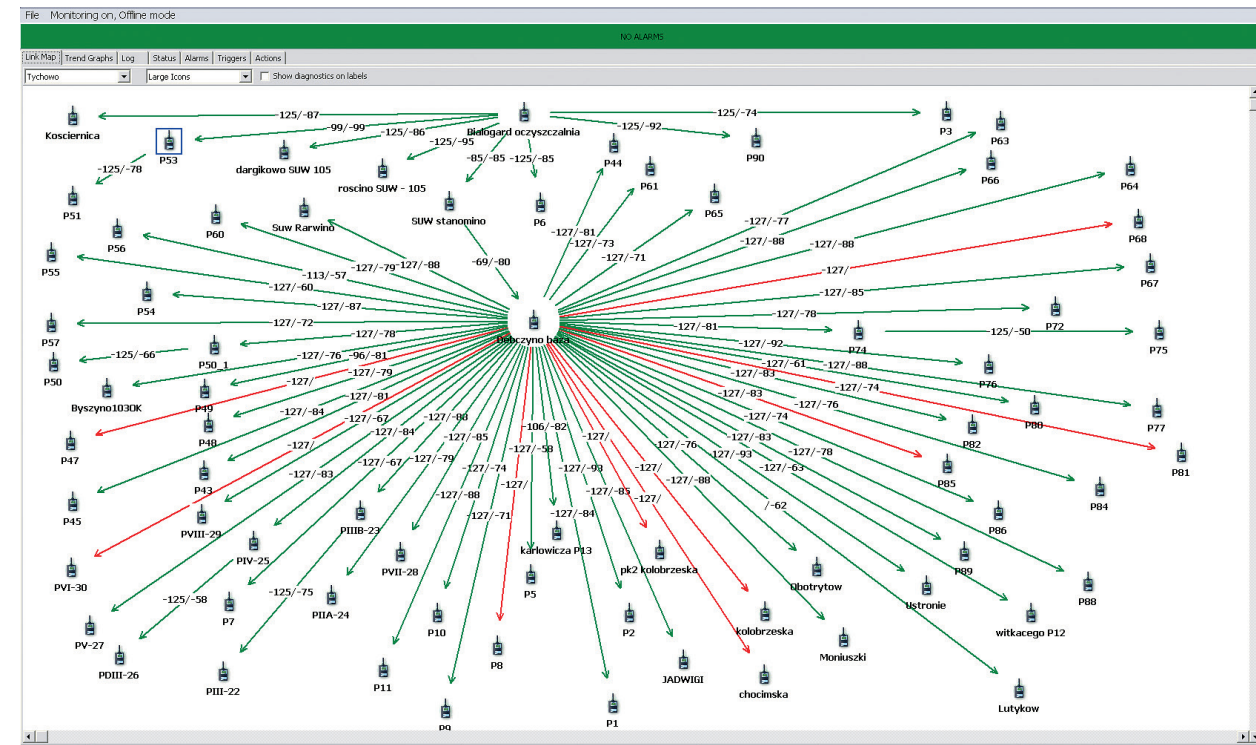 File Monitoring on, Offline mode
NO ALARMS
Link Map Trend Graphs Log Status Alarms Triggers Actions
Tychowo Large Icons Show diagnostics on labels
-125/-87
-125/-74
Kosciernica
-99/-99
-125/-86
Bialogard oczyszczalnia
-125/-92
P3
P63
P53
-125/-95
P44
P90
-125/-78
dargikowo SUW 105
-85/-85
-125/-85
P61
P66
P64
roscino SUW - 105
P51
SUW stanomino
P6
P65
P56
P60
Suw Rarwino
-127/-81
-127/-77
P68
-127/-73
-127/-88
-127/-88
P55
-127/-79
-127/-88
-69/-80
-127/-71
-127/
P67
-113/-57
-127/-60
-127/-85
P54
-127/-87
-127/-78
P72
P57
127/-72
-127/-81
P74
125/-50
P75
-127/-78
Debczyno baza
-127/-92
P50
-125/-66
P50_1
-127/-76
-96/-81
-127/-61
-127/-88
P76
-127/-79
-127/-83
Byszyno1030K
P49
-127/
-127/-83
-127/-74
-127/-81
-127/-76
P88
P77
P47
P48
-127/-84
-127/-67
-127/-88
-106/-82
-127/-74
P82
-127/-84
-127/-85
-127/
-127/-83
P81
-127/
-127/-58
-127/-76
-127/-78
P43
-127/-83
-127/-67
-127/-79
-127/-74
-127/-93
-127/
-127/-93
-127/-63
P85
P45
-127/-88
-127/
-127/-85
-127/
-127/-88
P84
PVIII-29
PIIIB-23
-127/-71
-127/-84
/-62
P86
PIV-25
karlowicza P13
PVI-30
PVII-28
pk2 kolobrzeska
P89
P5
Obotrytow
P88
-125/-58
-125/-75
P7
PIIA-24
P10
P2
kolobrzeska
Ustronie
witkacego P12
PV-27
P8
Moniuszki
PDIII-26
P11
JADWIGI
PIII-22
chocimska
Lutykow
P9
P1